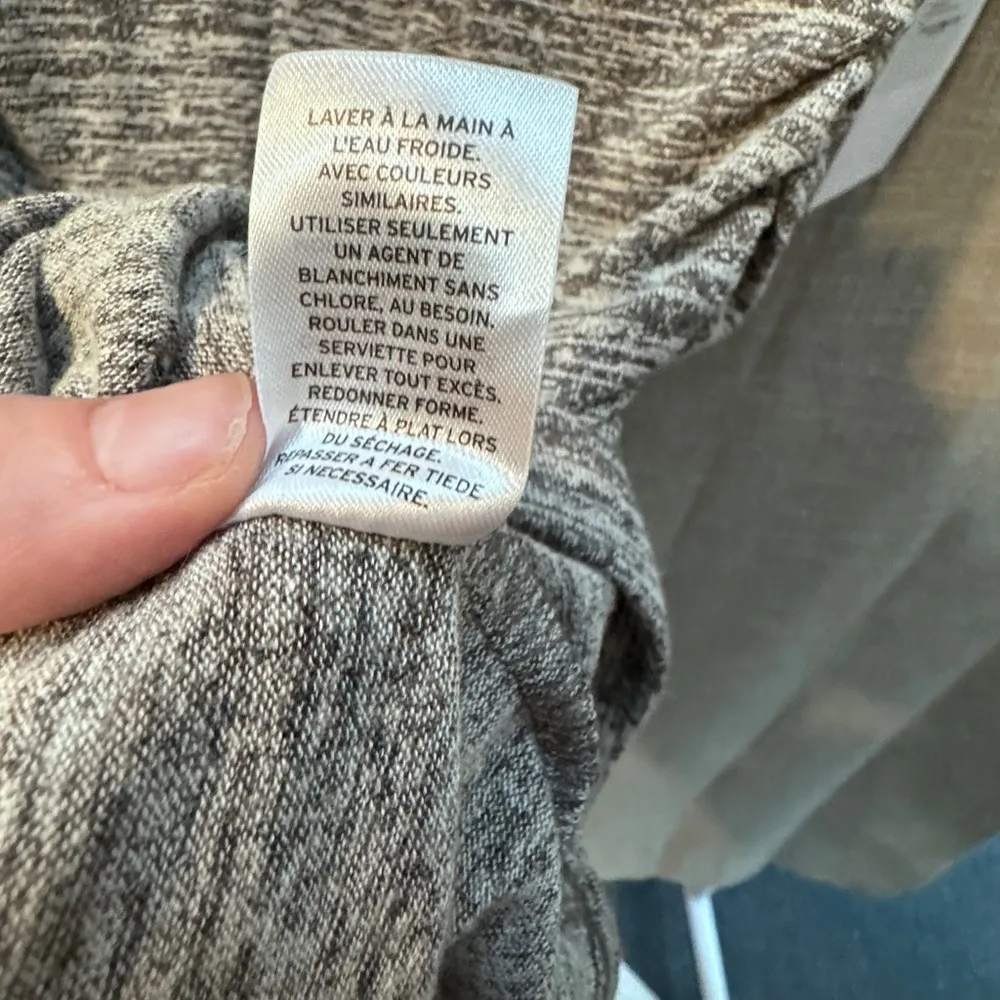 LAVER À LA MAIN À
L'EAU FROIDE.
AVEC COULEURS
SIMILAIRES.
UTILISER SEULEMENT
UN AGENT DE
BLANCHIMENT SANS
CHLORE, AU BESOIN.
ROULER DANS UNE
SERVIETTE POUR
ENLEVER TOUT EXCÈS.
REDONNER FORME.
ÉTENDRE À PLAT LORS
DU SÉCHAGE.
REPASSER A FER TIEDE
SI NECESSAIRE.